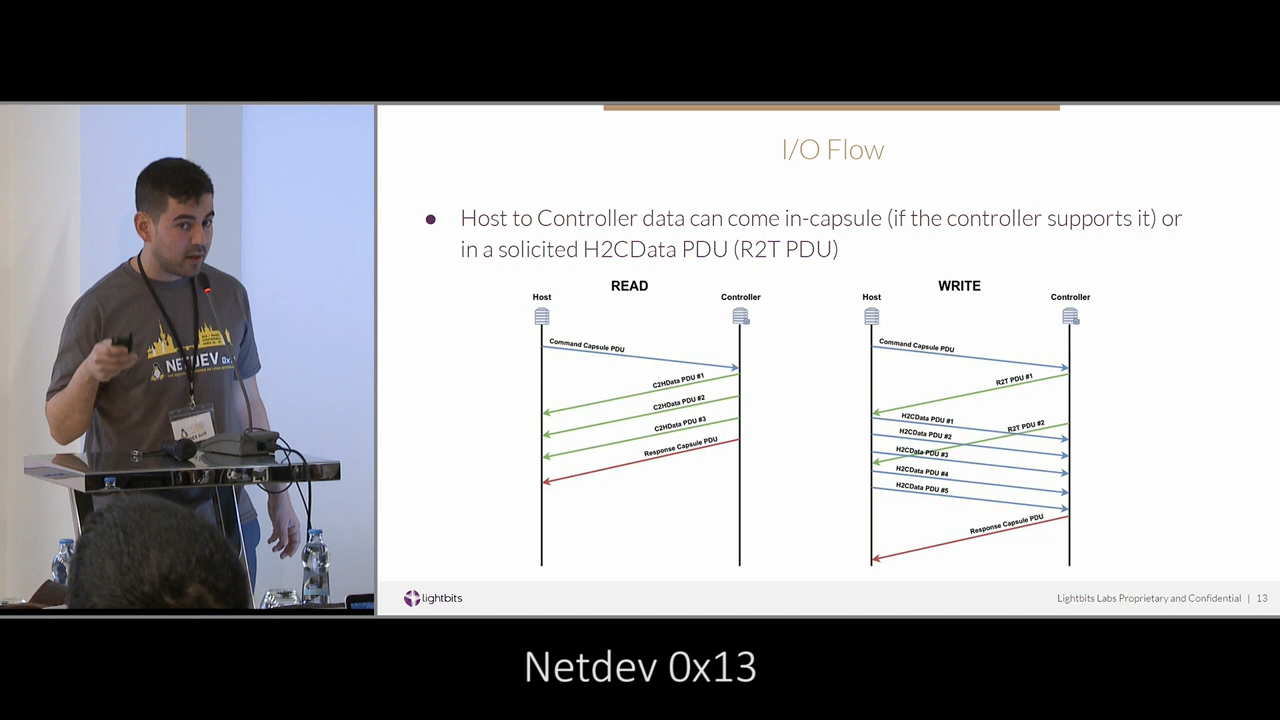 I/O Flow
● Host to Controller data can come in-capsule (if the controller supports it) or
in a solicited H2CData PDU (R2T PDU)
READ
Host
Controller
Command Capsule PDU
C2HData PDU #1
C2HData PDU #2
C2HData PDU #3
Response Capsule PDU
WRITE
Host
Controller
Command Capsule PDU
R2T PDU #1
H2CData PDU #1
R2T PDU #2
H2CData PDU #2
H2CData PDU #3
H2CData PDU #4
H2CData PDU #5
Response Capsule PDU
lightbits
Lightbits Labs Proprietary and Confidential | 13
NETDEV
Netdev 0x13